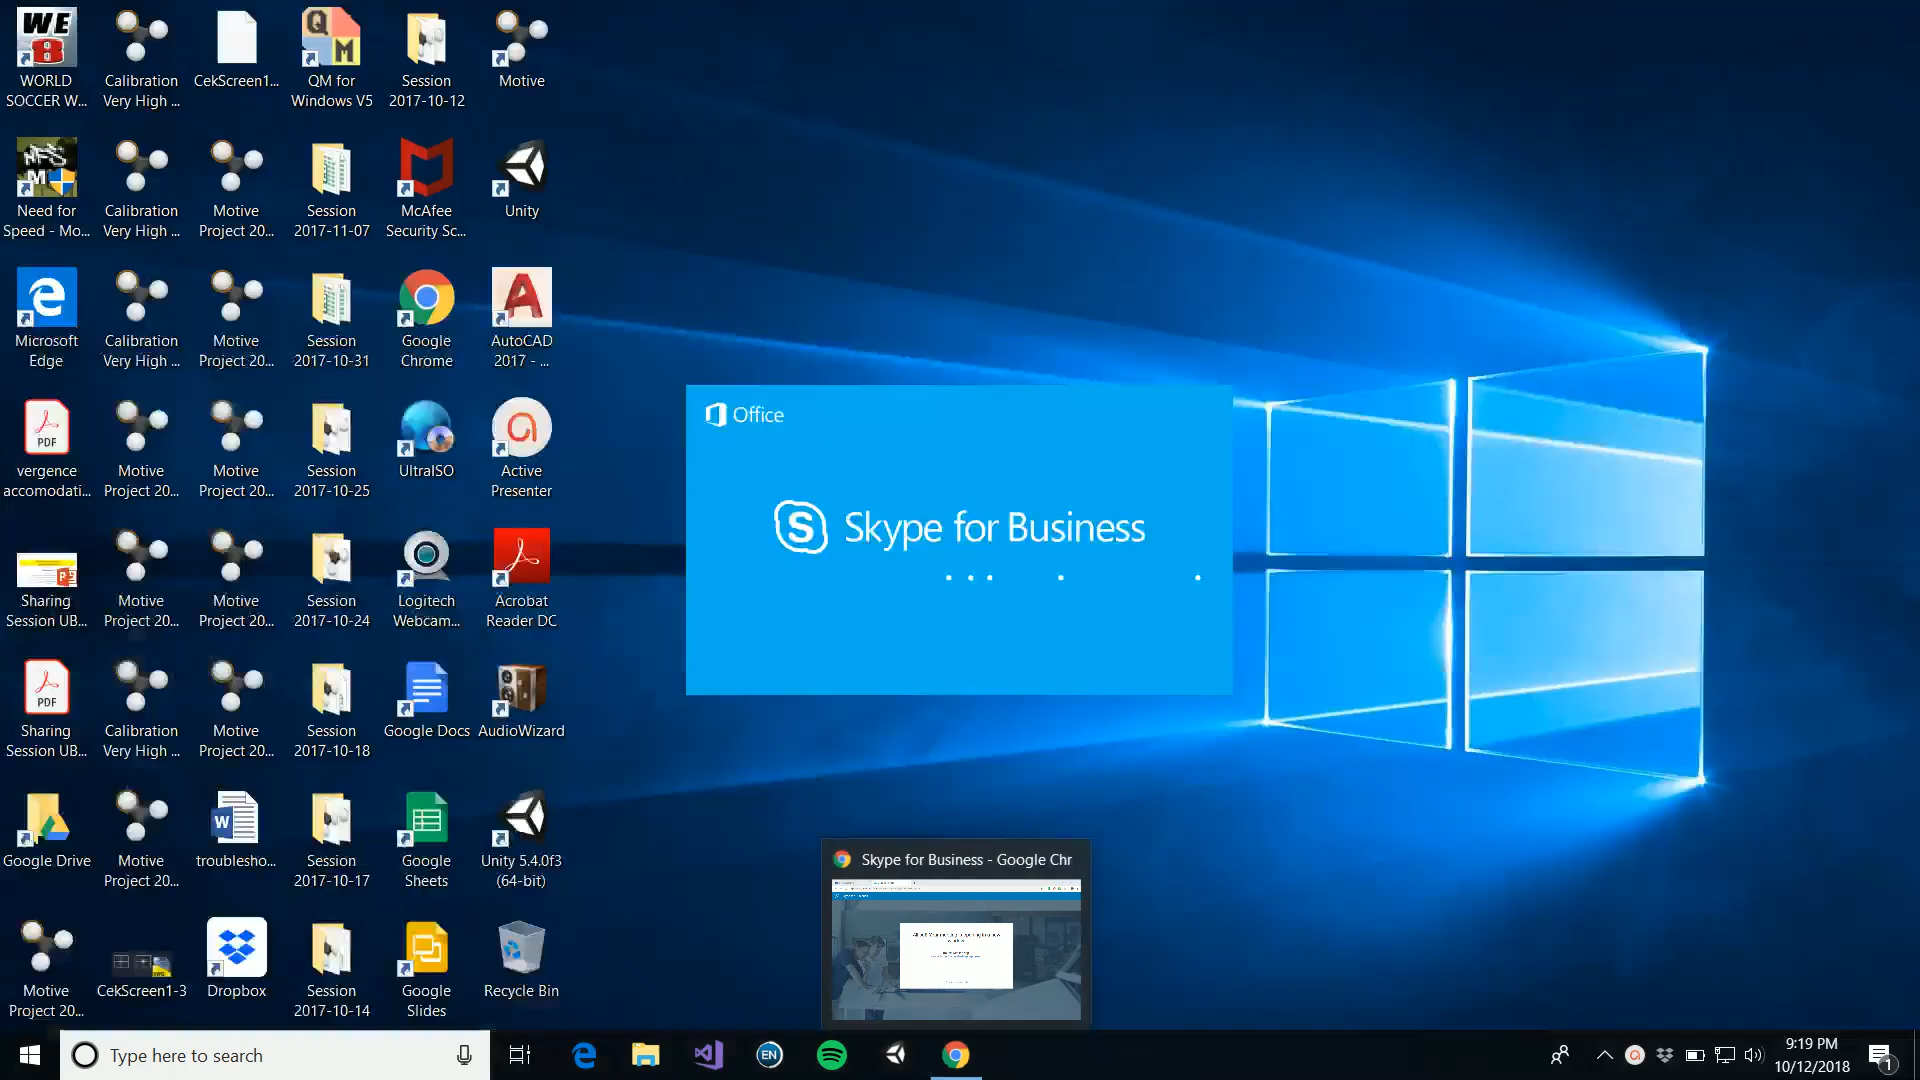 WE
8
WORLD
SOCCER W...
Calibration
Very High ...
CekScreen1...
QM
QM for
Windows V5
Session
2017-10-12
Motive
NFS
M
Need for
Speed - Mo...
Calibration
Very High ...
Motive
Project 20...
Session
2017-11-07
McAfee
Security Sc...
Unity
Microsoft
Edge
Calibration
Very High ...
Motive
Project 20...
Session
2017-10-31
Google
Chrome
AutoCAD
2017 - ...
PDF
vergence
accomodati...
Motive
Project 20...
Motive
Project 20...
Session
2017-10-25
UltraISO
Active
Presenter
Sharing
Session UB...
Motive
Project 20...
Motive
Project 20...
Session
2017-10-24
Logitech
Webcam...
Acrobat
Reader DC
PDF
Sharing
Session UB...
Calibration
Very High ...
Motive
Project 20...
Session
2017-10-18
Google Docs
AudioWizard
Google Drive
Motive
Project 20...
troublesho...
Session
2017-10-17
Google
Sheets
Unity 5.4.0f3
(64-bit)
Motive
Project 20...
CekScreen1-3
Dropbox
Session
2017-10-14
Google
Slides
Recycle Bin
Office
Skype for Business
Skype for Business - Google Chr
Type here to search
EN
9:19 PM
10/12/2018
1